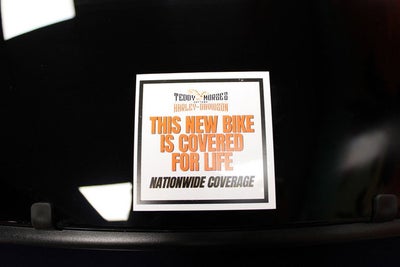 TEDDY MORSE'S
HARLEY-DAVIDSON
THIS NEW BIKE
IS COVERED
FOR LIFE
NATIONWIDE COVERAGE